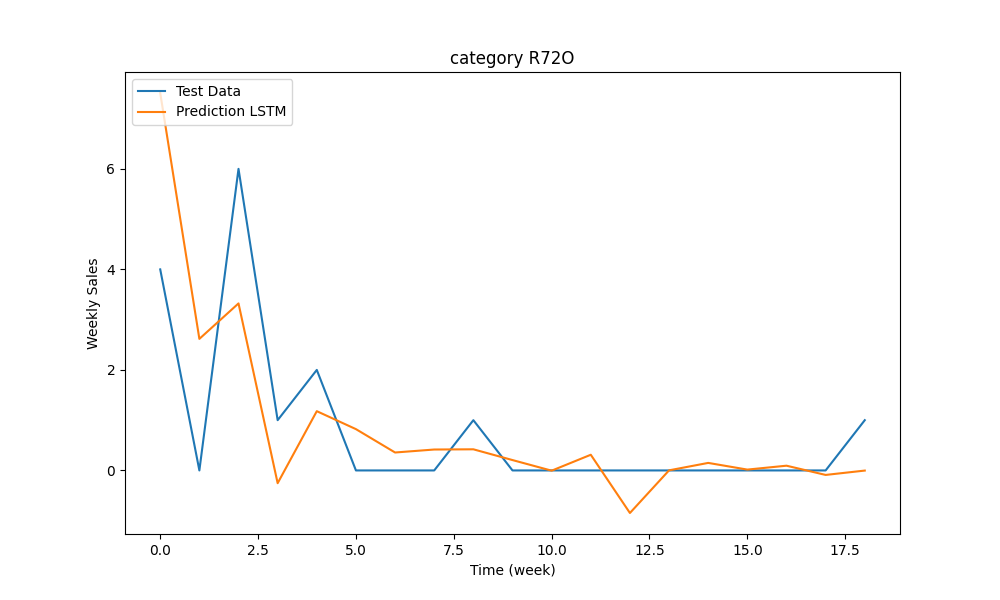 category R72O
Test Data
Prediction LSTM
6
4
2
0
Weekly Sales
0.0 2.5 5.0 7.5 10.0 12.5 15.0 17.5
Time (week)